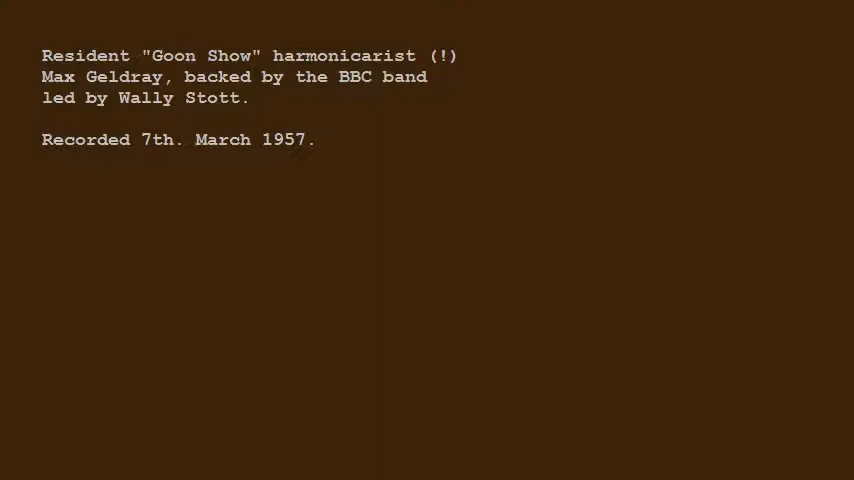 Resident "Goon Show" harmonicarist (!)
Max Geldray, backed by the BBC band
led by Wally Stott.
Recorded 7th. March 1957.